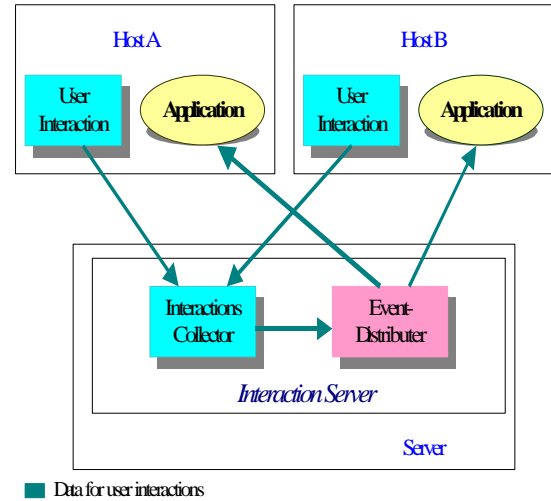 Host A
Host B
User
Interaction
Application
User
Interaction
Application
Interactions
Collector
Event-
Distributer
Interaction Server
Server
Data for user interactions